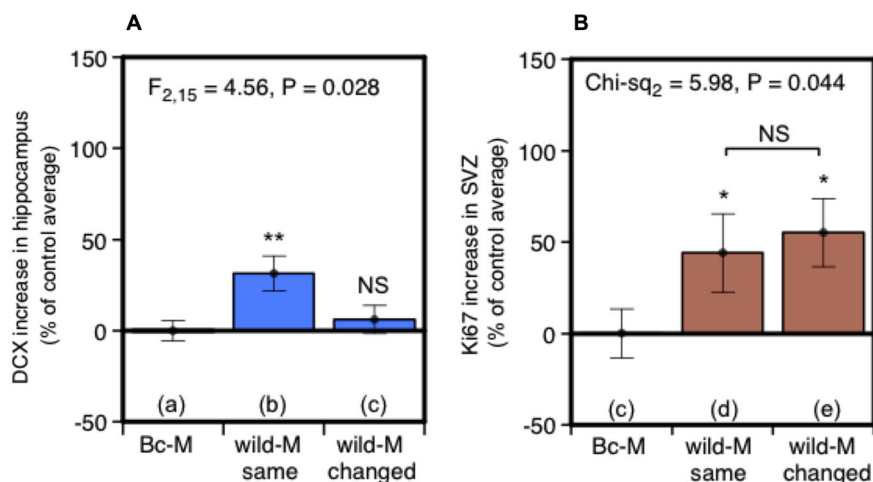 A
DCX increase in hippocampus
(% of control average)
150
100
50
0
-50
F2,15 = 4.56, P = 0.028
**
NS
(a)
(b)
(c)
Bc-M
wild-M
same
wild-M
changed
B
Ki67 increase in SVZ
(% of control average)
150
100
50
0
-50
Chi-sq2 = 5.98, P = 0.044
NS
*
*
(c)
(d)
(e)
Bc-M
wild-M
same
wild-M
changed